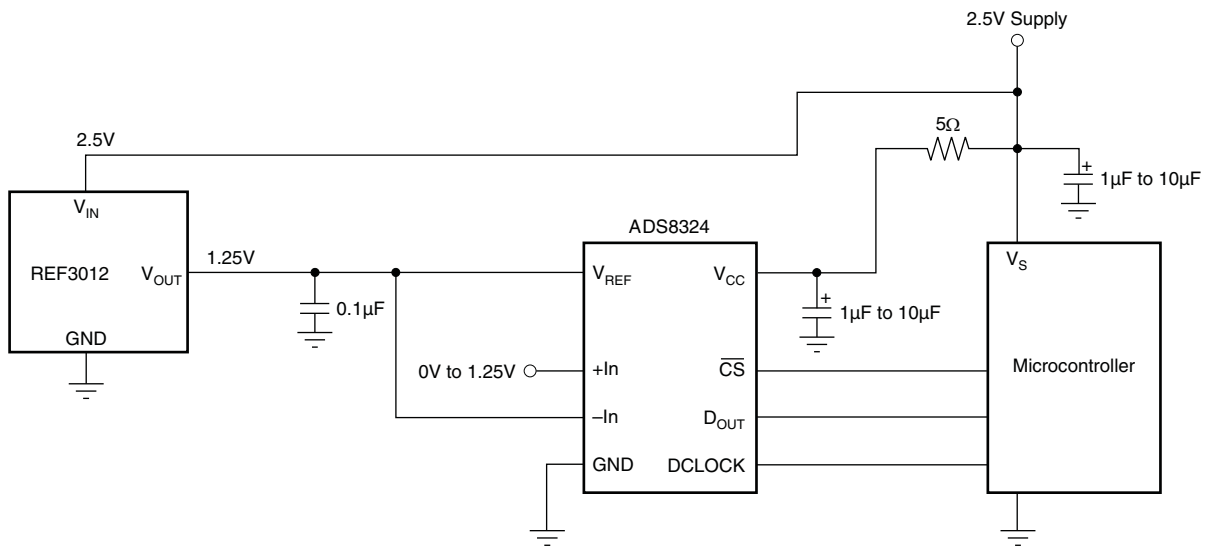 2.5V Supply
2.5V
5Ω
+
1µF to 10µF
V_IN
REF3012
V_OUT
GND
1.25V
0.1µF
ADS8324
V_REF
V_CC
+In
C̅S̅
–In
D_OUT
GND
DCLOCK
0V to 1.25V
+
1µF to 10µF
V_S
Microcontroller